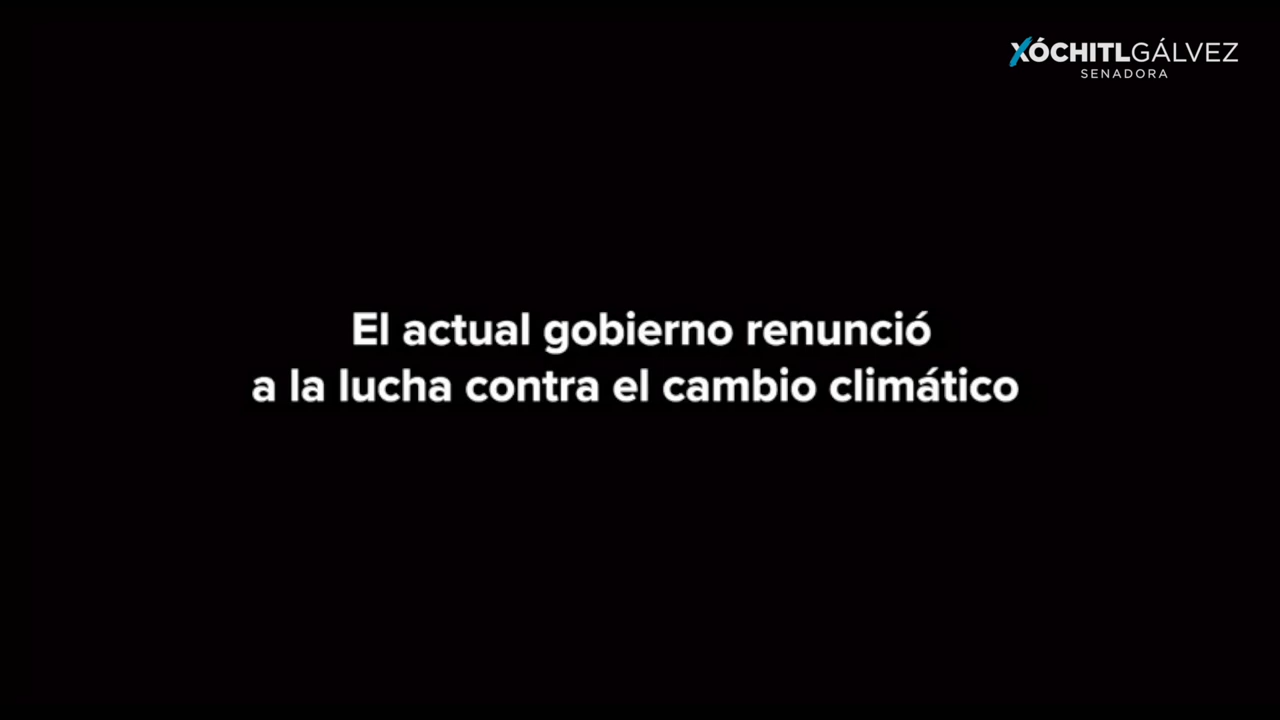 XÓCHITLGÁLVEZ
SENADORA
El actual gobierno renunció
a la lucha contra el cambio climático